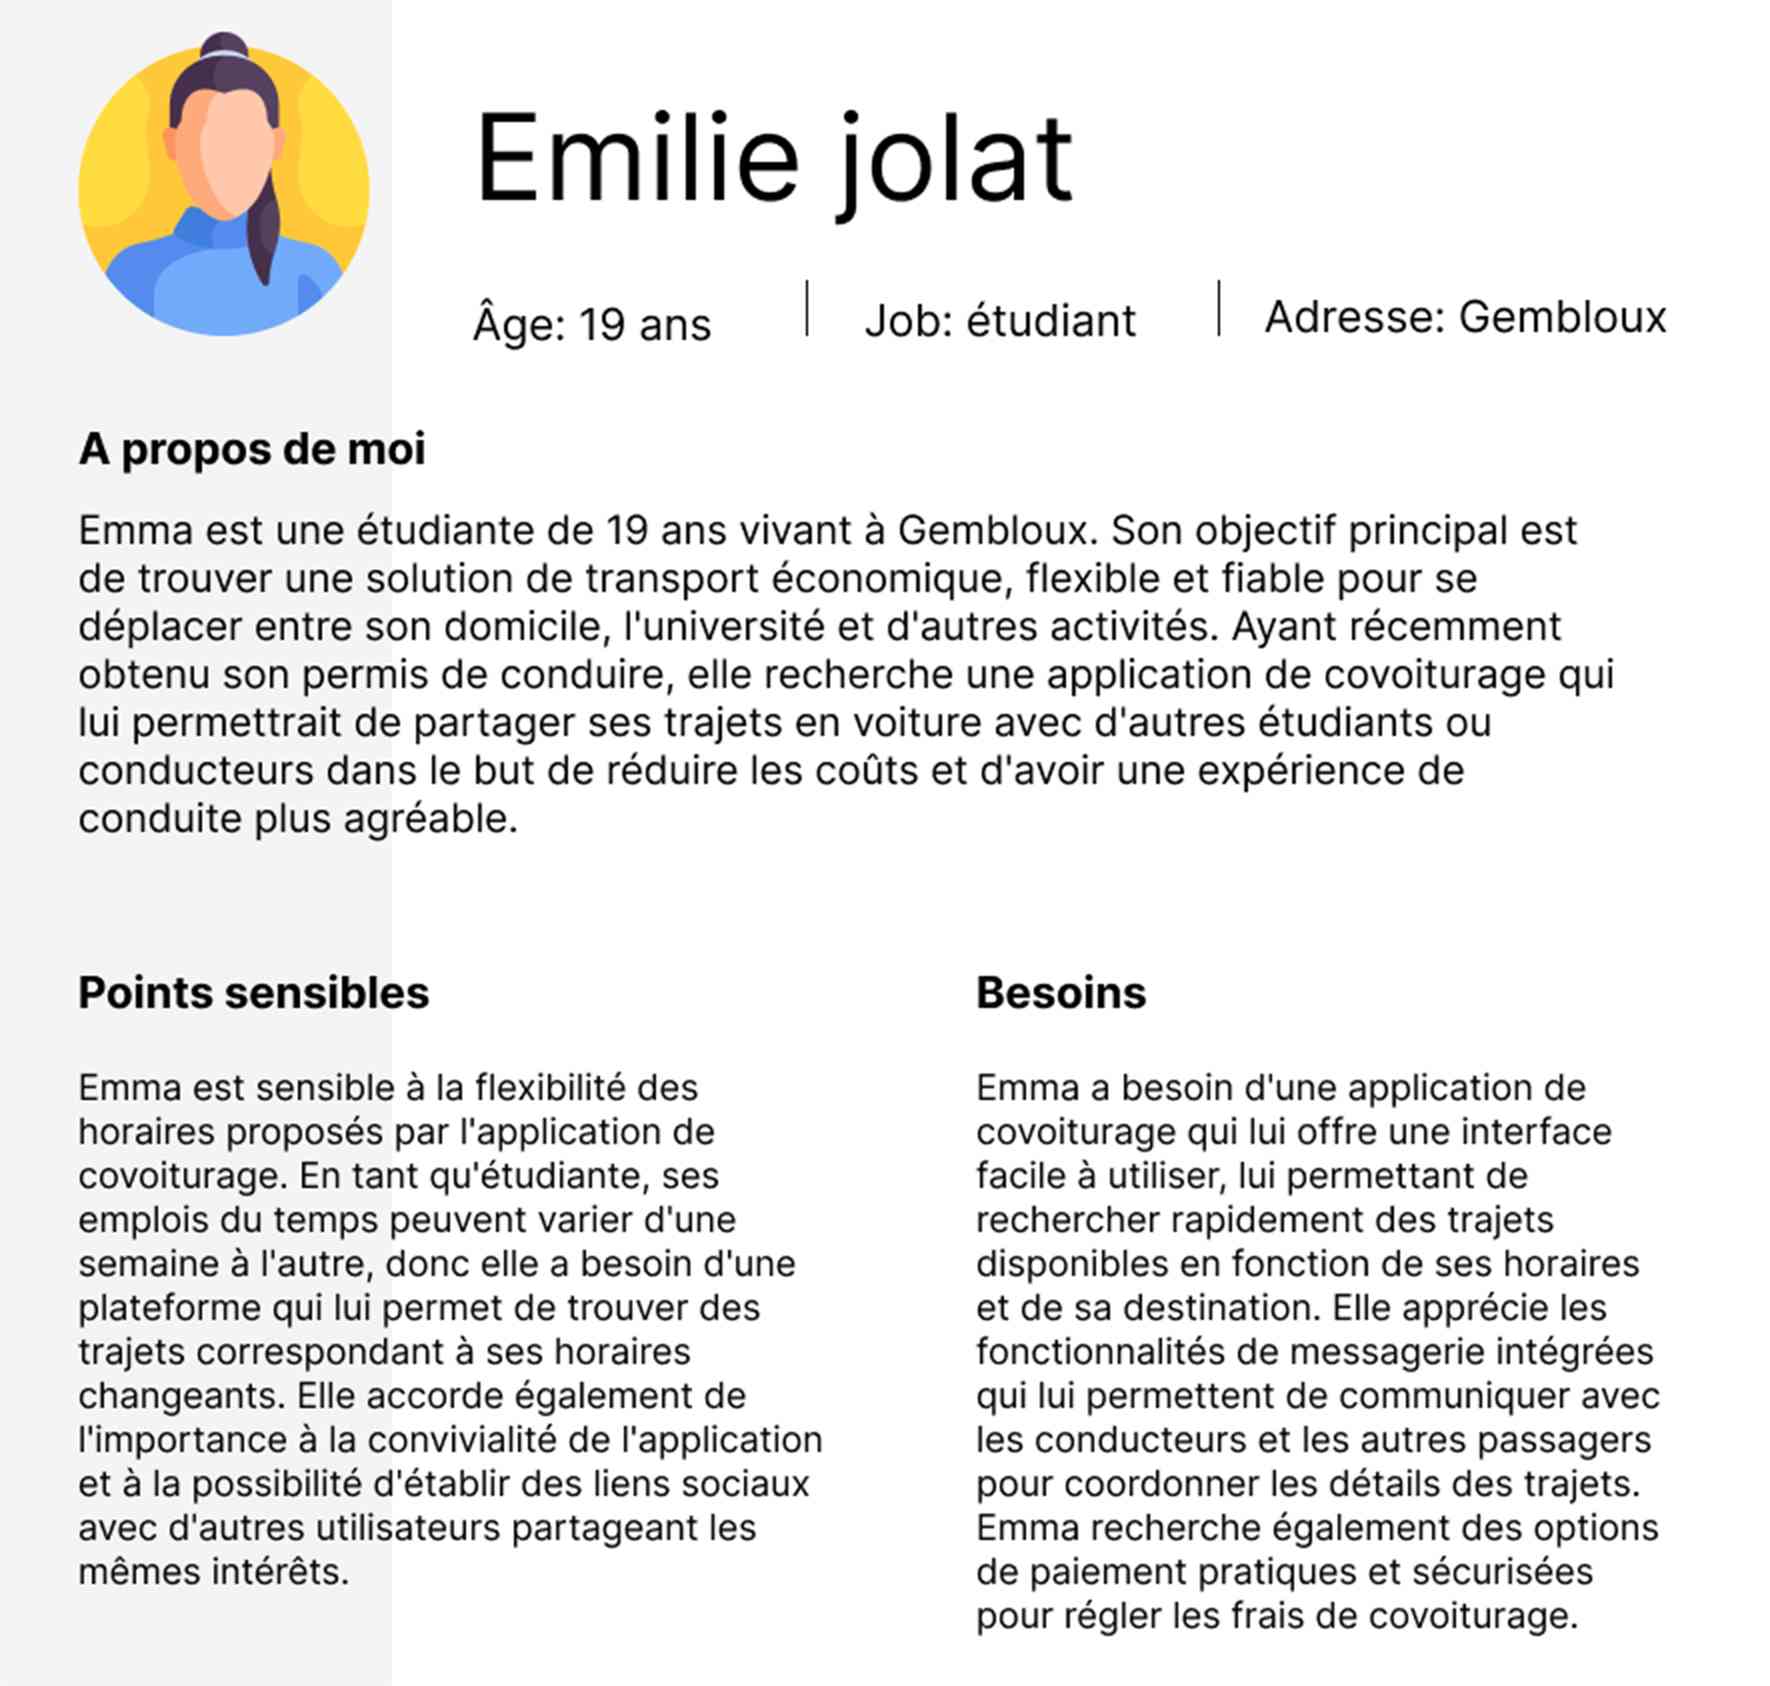 Emilie jolat
Âge: 19 ans
Job: étudiant
Adresse: Gembloux
A propos de moi
Emma est une étudiante de 19 ans vivant à Gembloux. Son objectif principal est
de trouver une solution de transport économique, flexible et fiable pour se
déplacer entre son domicile, l'université et d'autres activités. Ayant récemment
obtenu son permis de conduire, elle recherche une application de covoiturage qui
lui permettrait de partager ses trajets en voiture avec d'autres étudiants ou
conducteurs dans le but de réduire les coûts et d'avoir une expérience de
conduite plus agréable.
Points sensibles
Emma est sensible à la flexibilité des
horaires proposés par l'application de
covoiturage. En tant qu'étudiante, ses
emplois du temps peuvent varier d'une
semaine à l'autre, donc elle a besoin d'une
plateforme qui lui permet de trouver des
trajets correspondant à ses horaires
changeants. Elle accorde également de
l'importance à la convivialité de l'application
et à la possibilité d'établir des liens sociaux
avec d'autres utilisateurs partageant les
mêmes intérêts.
Besoins
Emma a besoin d'une application de
covoiturage qui lui offre une interface
facile à utiliser, lui permettant de
rechercher rapidement des trajets
disponibles en fonction de ses horaires
et de sa destination. Elle apprécie les
fonctionnalités de messagerie intégrées
qui lui permettent de communiquer avec
les conducteurs et les autres passagers
pour coordonner les détails des trajets.
Emma recherche également des options
de paiement pratiques et sécurisées
pour régler les frais de covoiturage.